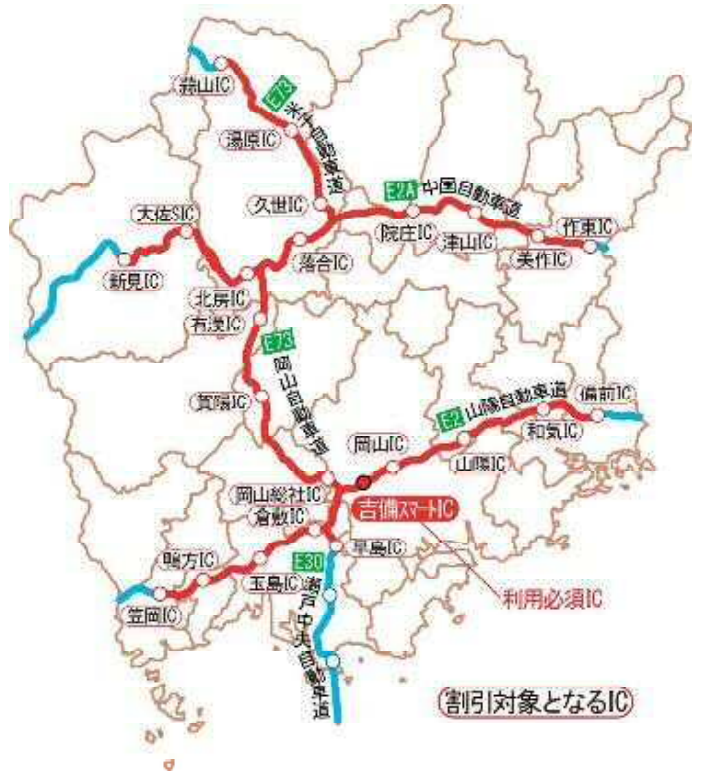 蒜山IC
E73
米子自動車道
湯原IC
久世IC
E2A
中国自動車道
大佐SIC
院庄IC
津山IC
作東IC
美作IC
落合IC
新見IC
北房IC
有漢IC
E73
岡山自動車道
賀陽IC
E2
山陽自動車道
備前IC
和気IC
岡山IC
山陽IC
岡山総社IC
吉備スマートIC
倉敷IC
早島IC
鴨方IC
E30
玉島IC
瀬戸中央自動車道
利用必須IC
笠岡IC
割引対象となるIC